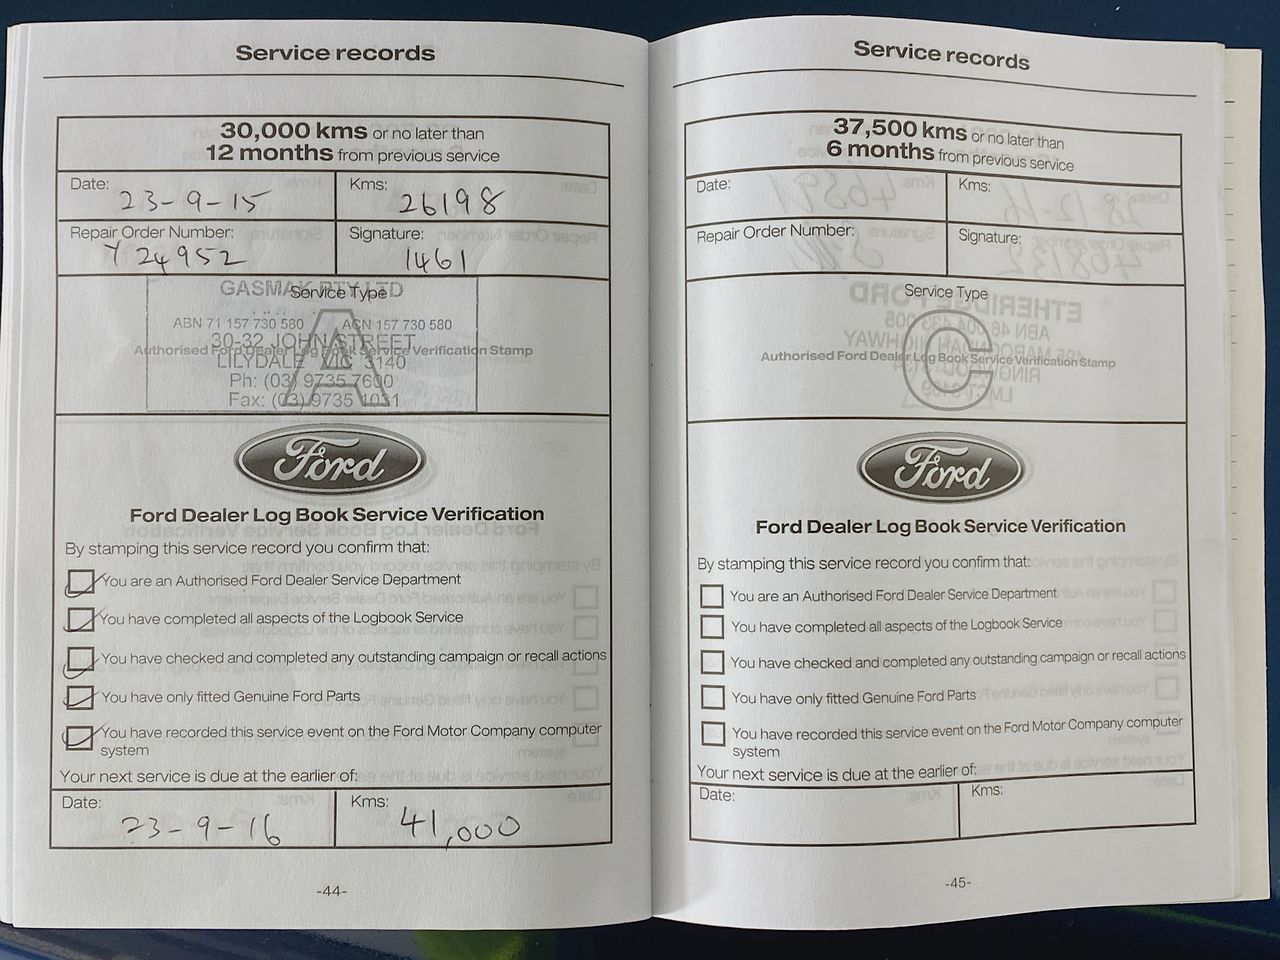 Service records
30,000 kms or no later than
12 months from previous service
Date: 23-9-15
Kms: 26198
Repair Order Number: Y24952
Signature: 1461
GASMAK PTY LTD
Service Type
A
ABN 71 157 730 580 ACN 157 730 580
30-32 JOHN STREET
Authorised Ford Dealer Log Book Service Verification Stamp
LILYDALE VIC 3140
Ph: (03) 9735 7600
Fax: (03) 9735 1031
Ford
Ford Dealer Log Book Service Verification
By stamping this service record you confirm that:
You are an Authorised Ford Dealer Service Department
You have completed all aspects of the Logbook Service
You have checked and completed any outstanding campaign or recall actions
You have only fitted Genuine Ford Parts
You have recorded this service event on the Ford Motor Company computer
system
Your next service is due at the earlier of:
Date: 23-9-16
Kms: 41,000
-44-
Service records
37,500 kms or no later than
6 months from previous service
Date:
Kms:
Repair Order Number:
Signature:
Service Type
C
Authorised Ford Dealer Log Book Service Verification Stamp
Ford
Ford Dealer Log Book Service Verification
By stamping this service record you confirm that:
You are an Authorised Ford Dealer Service Department
You have completed all aspects of the Logbook Service
You have checked and completed any outstanding campaign or recall actions
You have only fitted Genuine Ford Parts
You have recorded this service event on the Ford Motor Company computer
system
Your next service is due at the earlier of:
Date:
Kms:
-45-